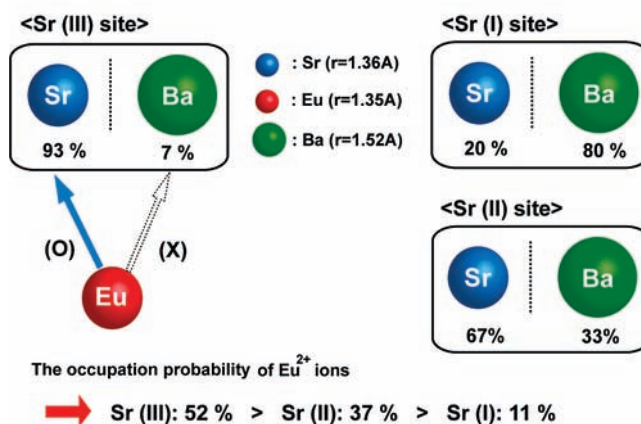 <Sr (III) site>
Sr
Ba
93 %
7 %
(O)
(X)
Eu
: Sr (r=1.36A)
: Eu (r=1.35A)
: Ba (r=1.52A)
<Sr (I) site>
Sr
Ba
20 %
80 %
<Sr (II) site>
Sr
Ba
67%
33%
The occupation probability of Eu2+ ions
Sr (III): 52 % > Sr (II): 37 % > Sr (I): 11 %